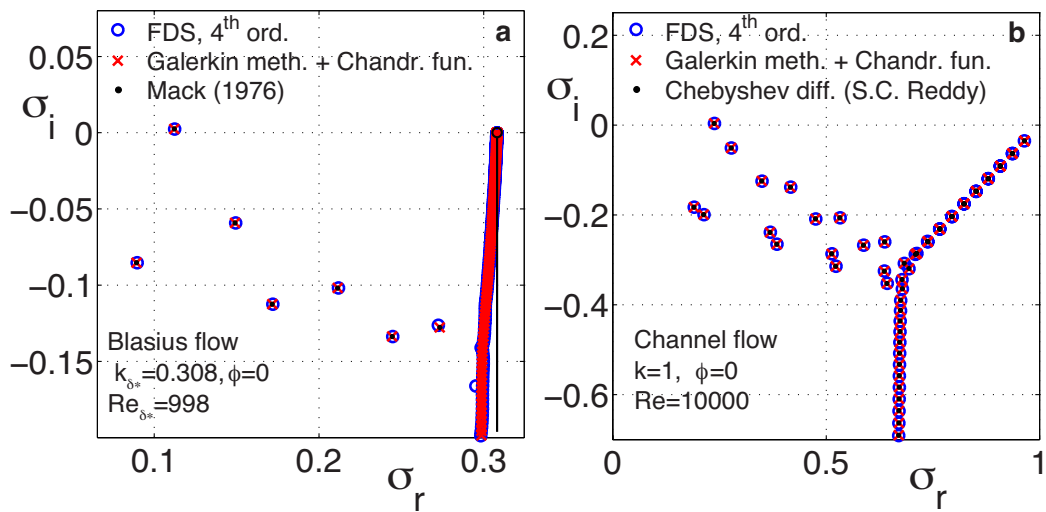 a
FDS, 4th ord.
Galerkin meth. + Chandr. fun.
Mack (1976)
0.05
0
−0.05
−0.1
−0.15
σi
Blasius flow
kδ*=0.308, ϕ=0
Reδ*=998
0.1
0.2
0.3
σr
b
FDS, 4th ord.
Galerkin meth. + Chandr. fun.
Chebyshev diff. (S.C. Reddy)
0.2
0
−0.2
−0.4
−0.6
σi
Channel flow
k=1, ϕ=0
Re=10000
0
0.5
1
σr